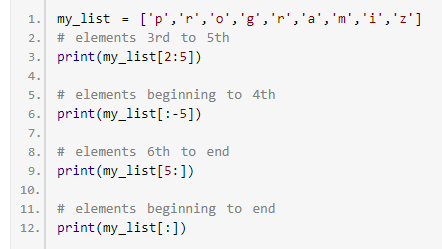 1. my_list = ['p','r','o','g','r','a','m','i','z']
2. # elements 3rd to 5th
3. print(my_list[2:5])
4.
5. # elements beginning to 4th
6. print(my_list[:-5])
7.
8. # elements 6th to end
9. print(my_list[5:])
10.
11. # elements beginning to end
12. print(my_list[:])